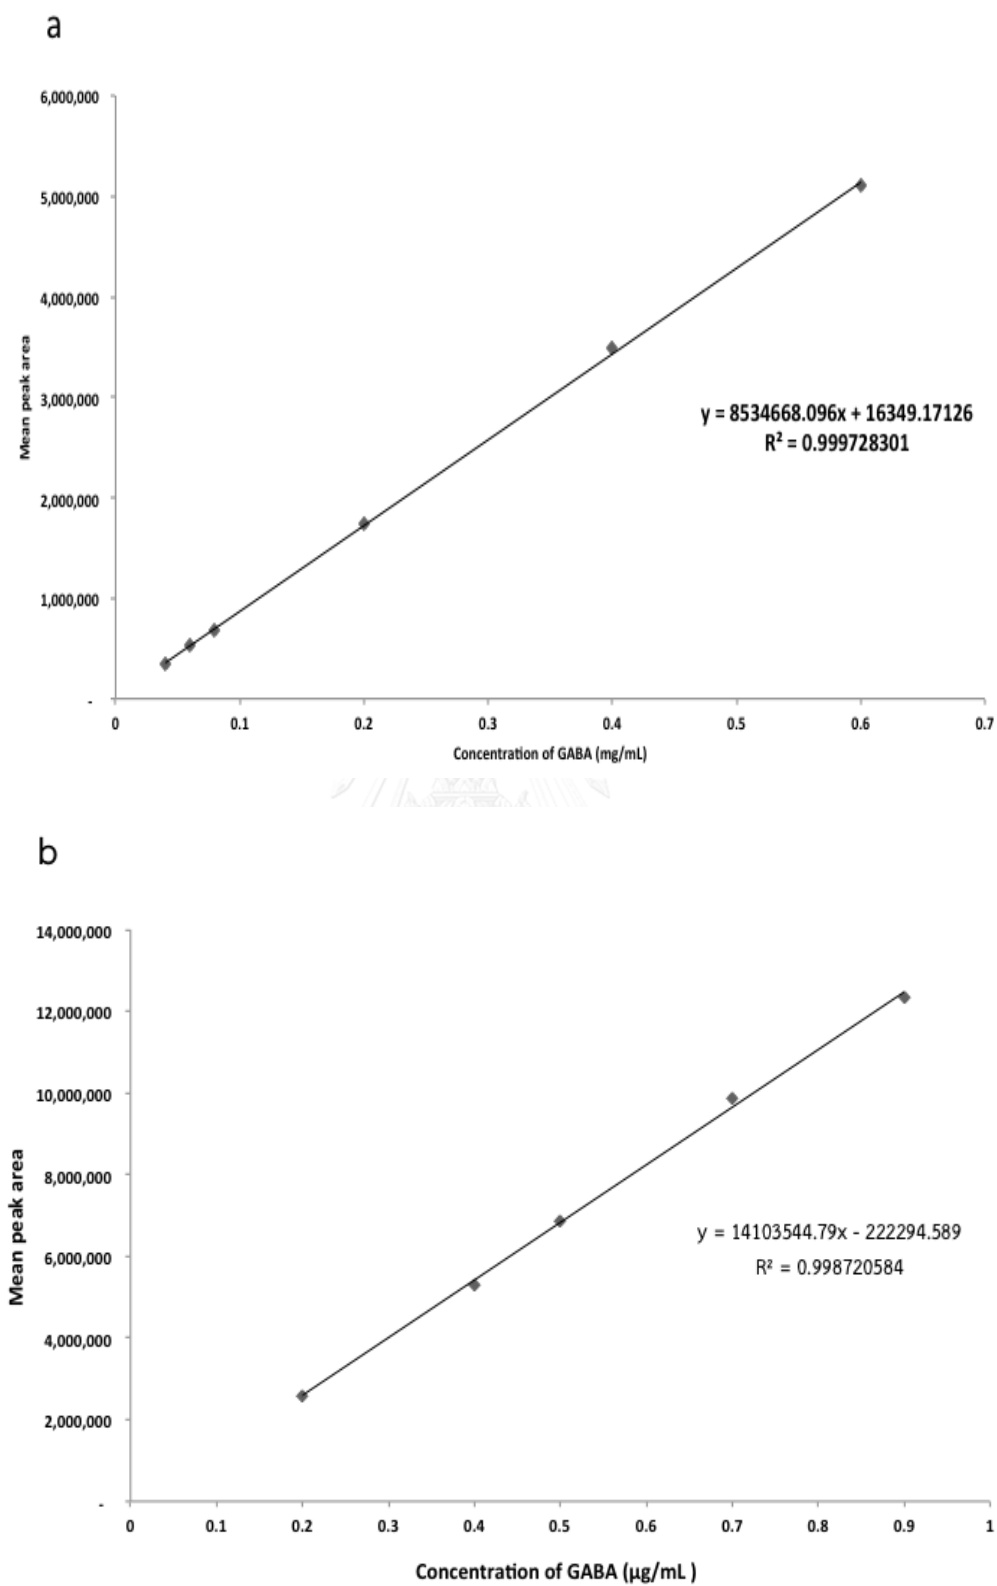 a
6,000,000
5,000,000
4,000,000
3,000,000
2,000,000
1,000,000
-
Mean peak area
y = 8534668.096x + 16349.17126
R² = 0.999728301
0 0.1 0.2 0.3 0.4 0.5 0.6 0.7
Concentration of GABA (mg/mL)
b
14,000,000
12,000,000
10,000,000
8,000,000
6,000,000
4,000,000
2,000,000
-
Mean peak area
y = 14103544.79x - 222294.589
R² = 0.998720584
0 0.1 0.2 0.3 0.4 0.5 0.6 0.7 0.8 0.9 1
Concentration of GABA (µg/mL )